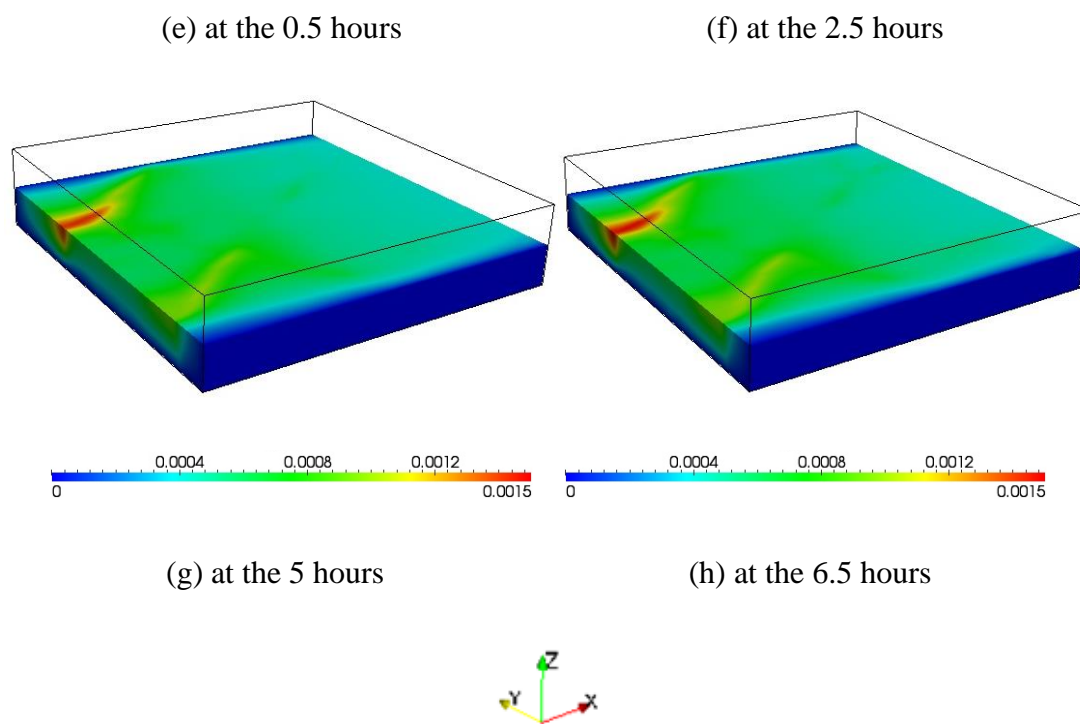 (e) at the 0.5 hours
(f) at the 2.5 hours
0.0004 0.0008 0.0012
0 0.0015
0.0004 0.0008 0.0012
0 0.0015
(g) at the 5 hours
(h) at the 6.5 hours
Z
Y X